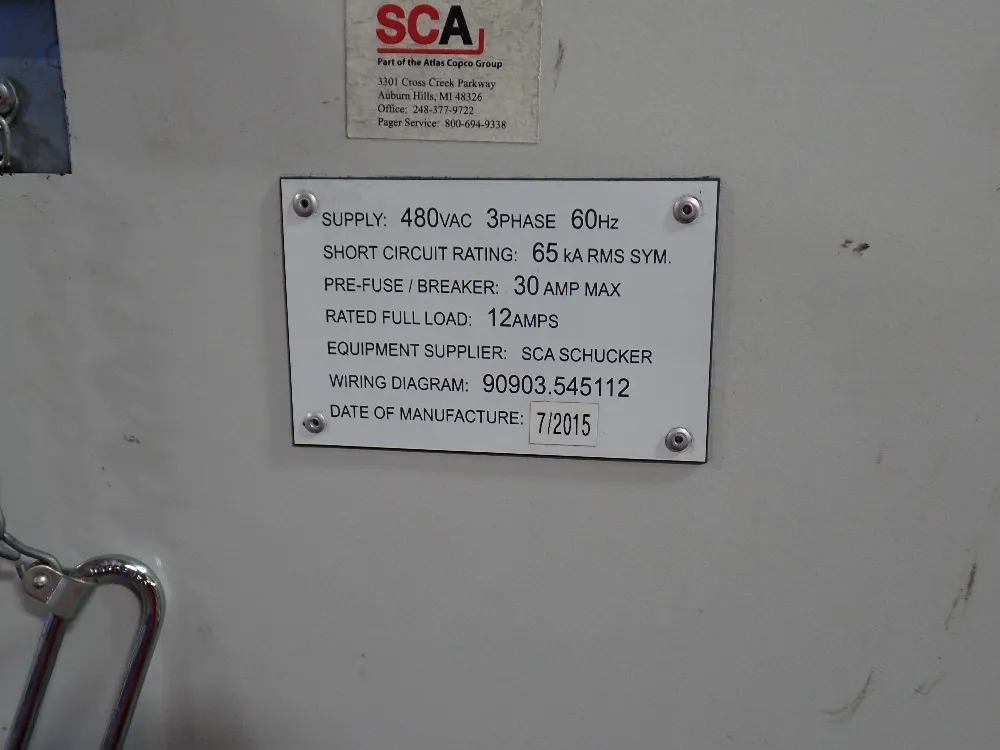 SCA
Part of the Atlas Copco Group
3301 Cross Creek Parkway
Auburn Hills, MI 48326
Office: 248-377-9722
Pager Service: 800-694-9338
SUPPLY: 480VAC 3PHASE 60Hz
SHORT CIRCUIT RATING: 65 kA RMS SYM.
PRE-FUSE / BREAKER: 30 AMP MAX
RATED FULL LOAD: 12AMPS
EQUIPMENT SUPPLIER: SCA SCHUCKER
WIRING DIAGRAM: 90903.545112
DATE OF MANUFACTURE: 7/2015